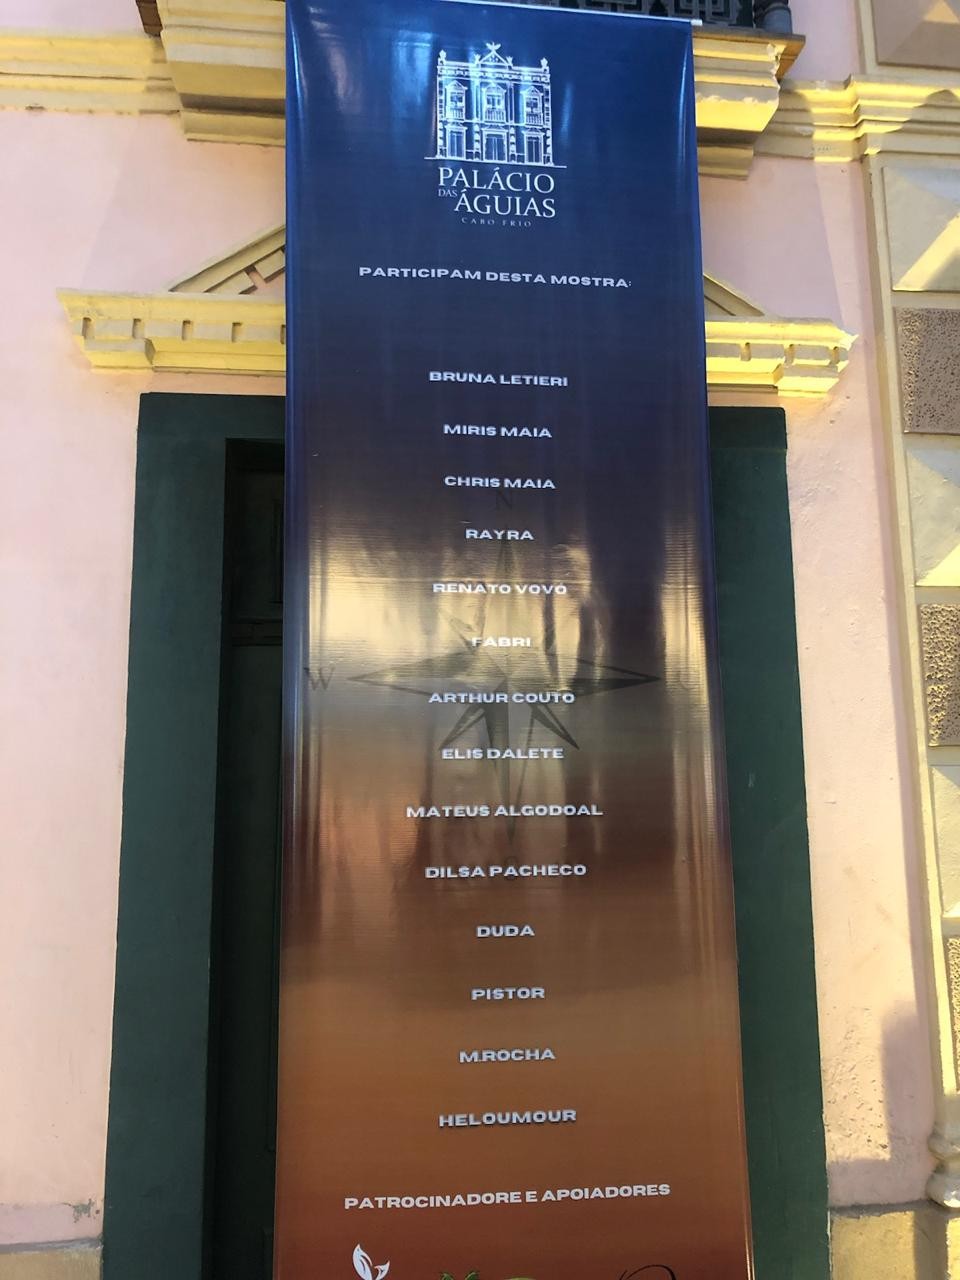 PALÁCIO
DAS ÁGUIAS
CABO FRIO
PARTICIPAM DESTA MOSTRA:
BRUNA LETIERI
MIRIS MAIA
CHRIS MAIA
N
RAYRA
RENATO VOVÓ
FABRI
W
ARTHUR COUTO
ELIS DALETE
MATEUS ALGODOAL
DILSA PACHECO
DUDA
PISTOR
M.ROCHA
HELOUMOUR
PATROCINADORE E APOIADORES